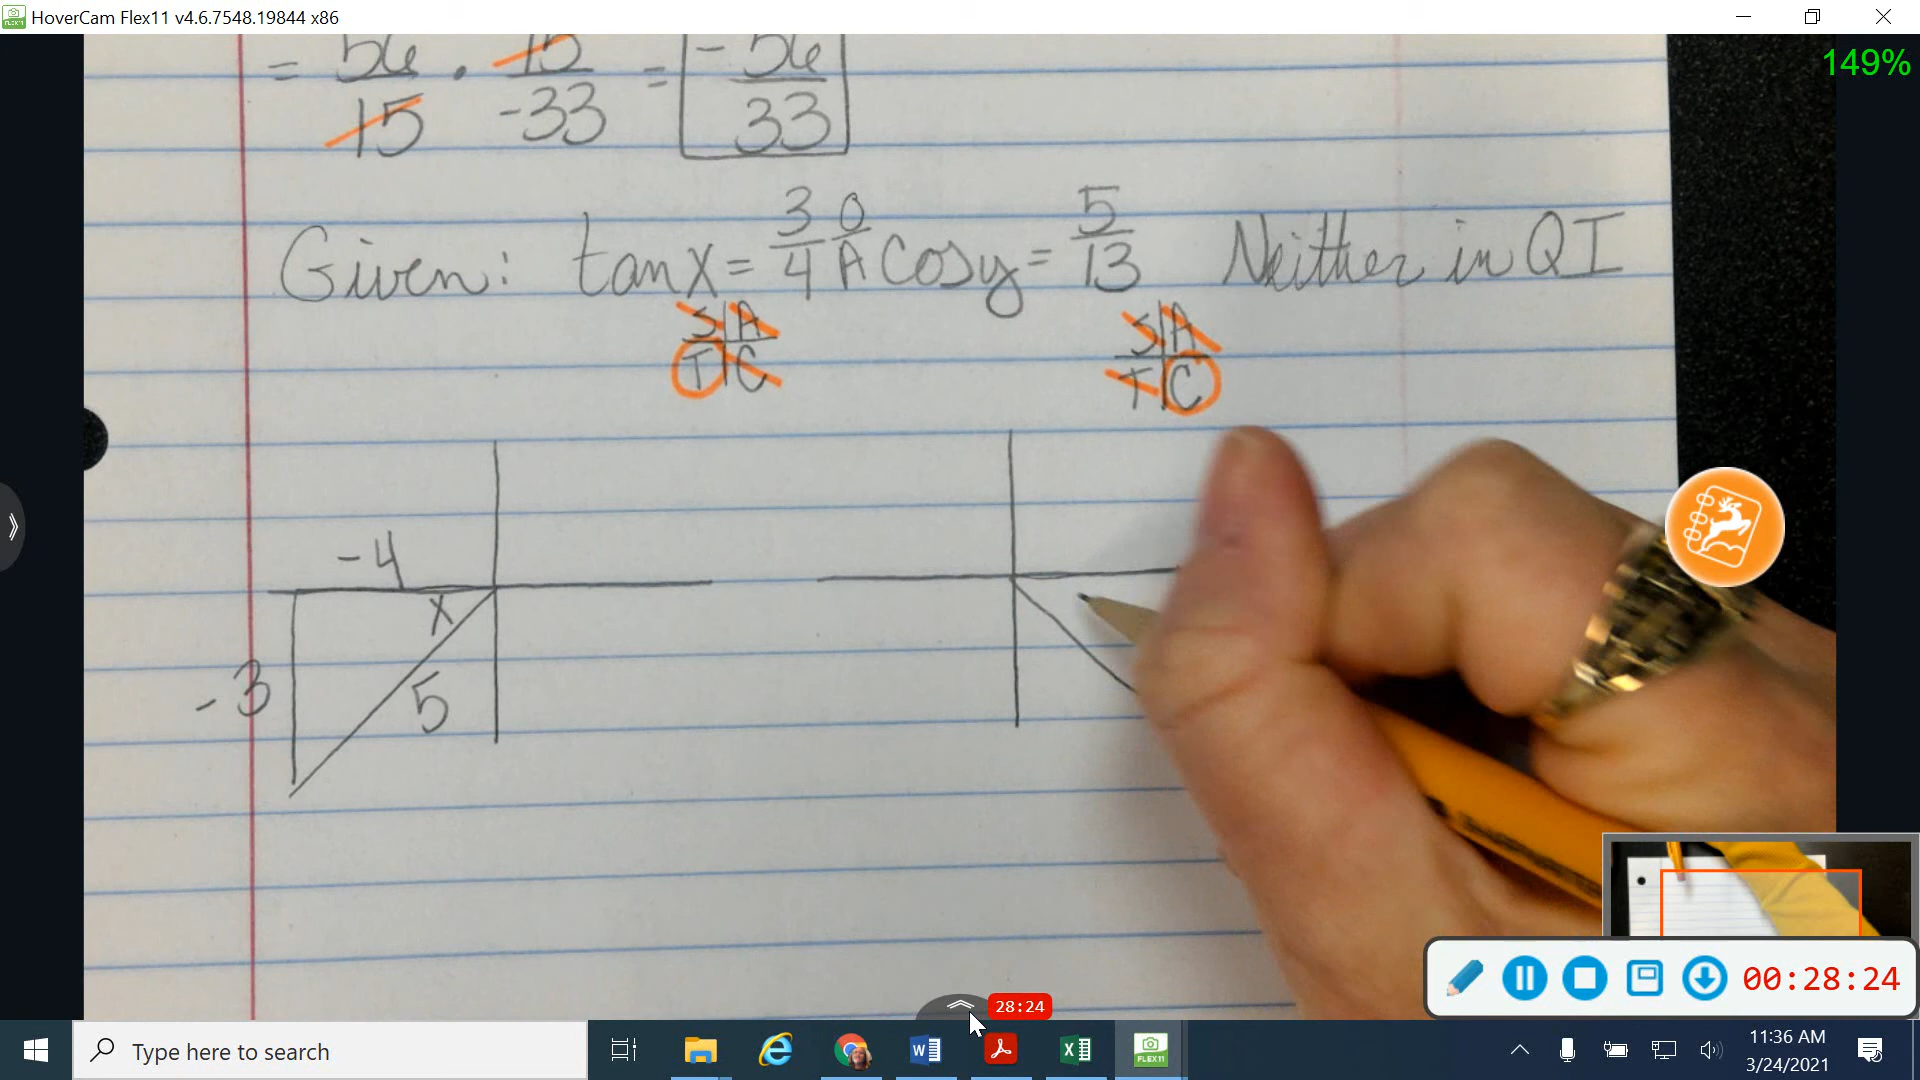 HoverCam Flex11 v4.6.7548.19844 x86
149%
= 56/15 · 15/-33 = -56/33
Given: tan x = 3/4 O/A cos y = 5/13 Neither in QI
S A S A
T C T C
-4
x
-3
5
00:28:24
28:24
Type here to search
W
X
FLEX11
11:36 AM
3/24/2021